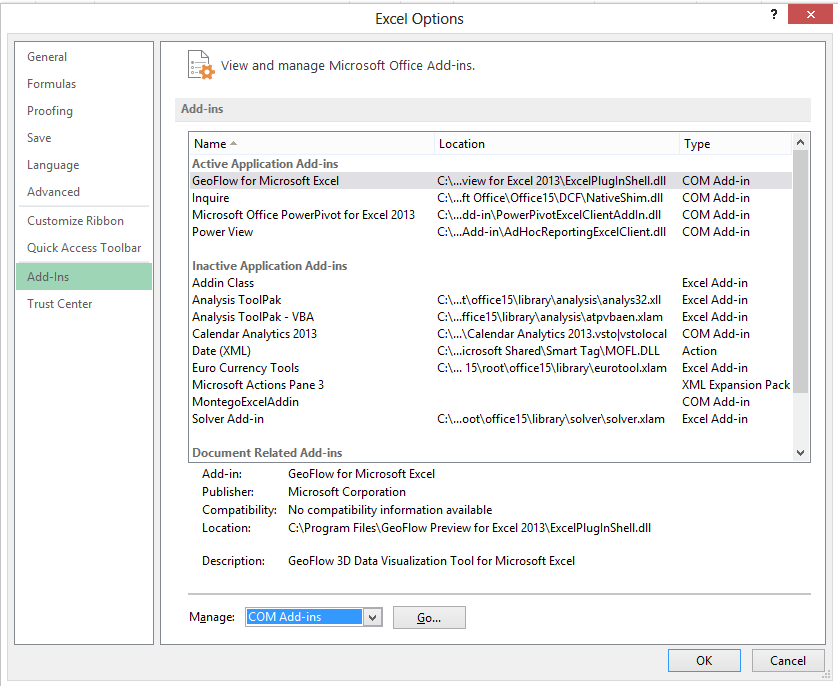 Excel Options
?
General
Formulas
Proofing
Save
Language
Advanced
Customize Ribbon
Quick Access Toolbar
Add-Ins
Trust Center
View and manage Microsoft Office Add-ins.
Add-ins
Name Location Type
Active Application Add-ins
GeoFlow for Microsoft Excel C:\...view for Excel 2013\ExcelPlugInShell.dll COM Add-in
Inquire C:\...ft Office\Office15\DCF\NativeShim.dll COM Add-in
Microsoft Office PowerPivot for Excel 2013 C:\...dd-in\PowerPivotExcelClientAddIn.dll COM Add-in
Power View C:\...Add-in\AdHocReportingExcelClient.dll COM Add-in
Inactive Application Add-ins
Addin Class Excel Add-in
Analysis ToolPak C:\...t\office15\library\analysis\analys32.xll Excel Add-in
Analysis ToolPak - VBA C:\...ffice15\library\analysis\atpvbaen.xlam Excel Add-in
Calendar Analytics 2013 C:\...\Calendar Analytics 2013.vsto|vstolocal COM Add-in
Date (XML) C:\...icrosoft Shared\Smart Tag\MOFL.DLL Action
Euro Currency Tools C:\... 15\root\office15\library\eurotool.xlam Excel Add-in
Microsoft Actions Pane 3 XML Expansion Pack
MontegoExcelAddin COM Add-in
Solver Add-in C:\...oot\office15\library\solver\solver.xlam Excel Add-in
Document Related Add-ins
Add-in: GeoFlow for Microsoft Excel
Publisher: Microsoft Corporation
Compatibility: No compatibility information available
Location: C:\Program Files\GeoFlow Preview for Excel 2013\ExcelPlugInShell.dll
Description: GeoFlow 3D Data Visualization Tool for Microsoft Excel
Manage: COM Add-ins Go...
OK Cancel